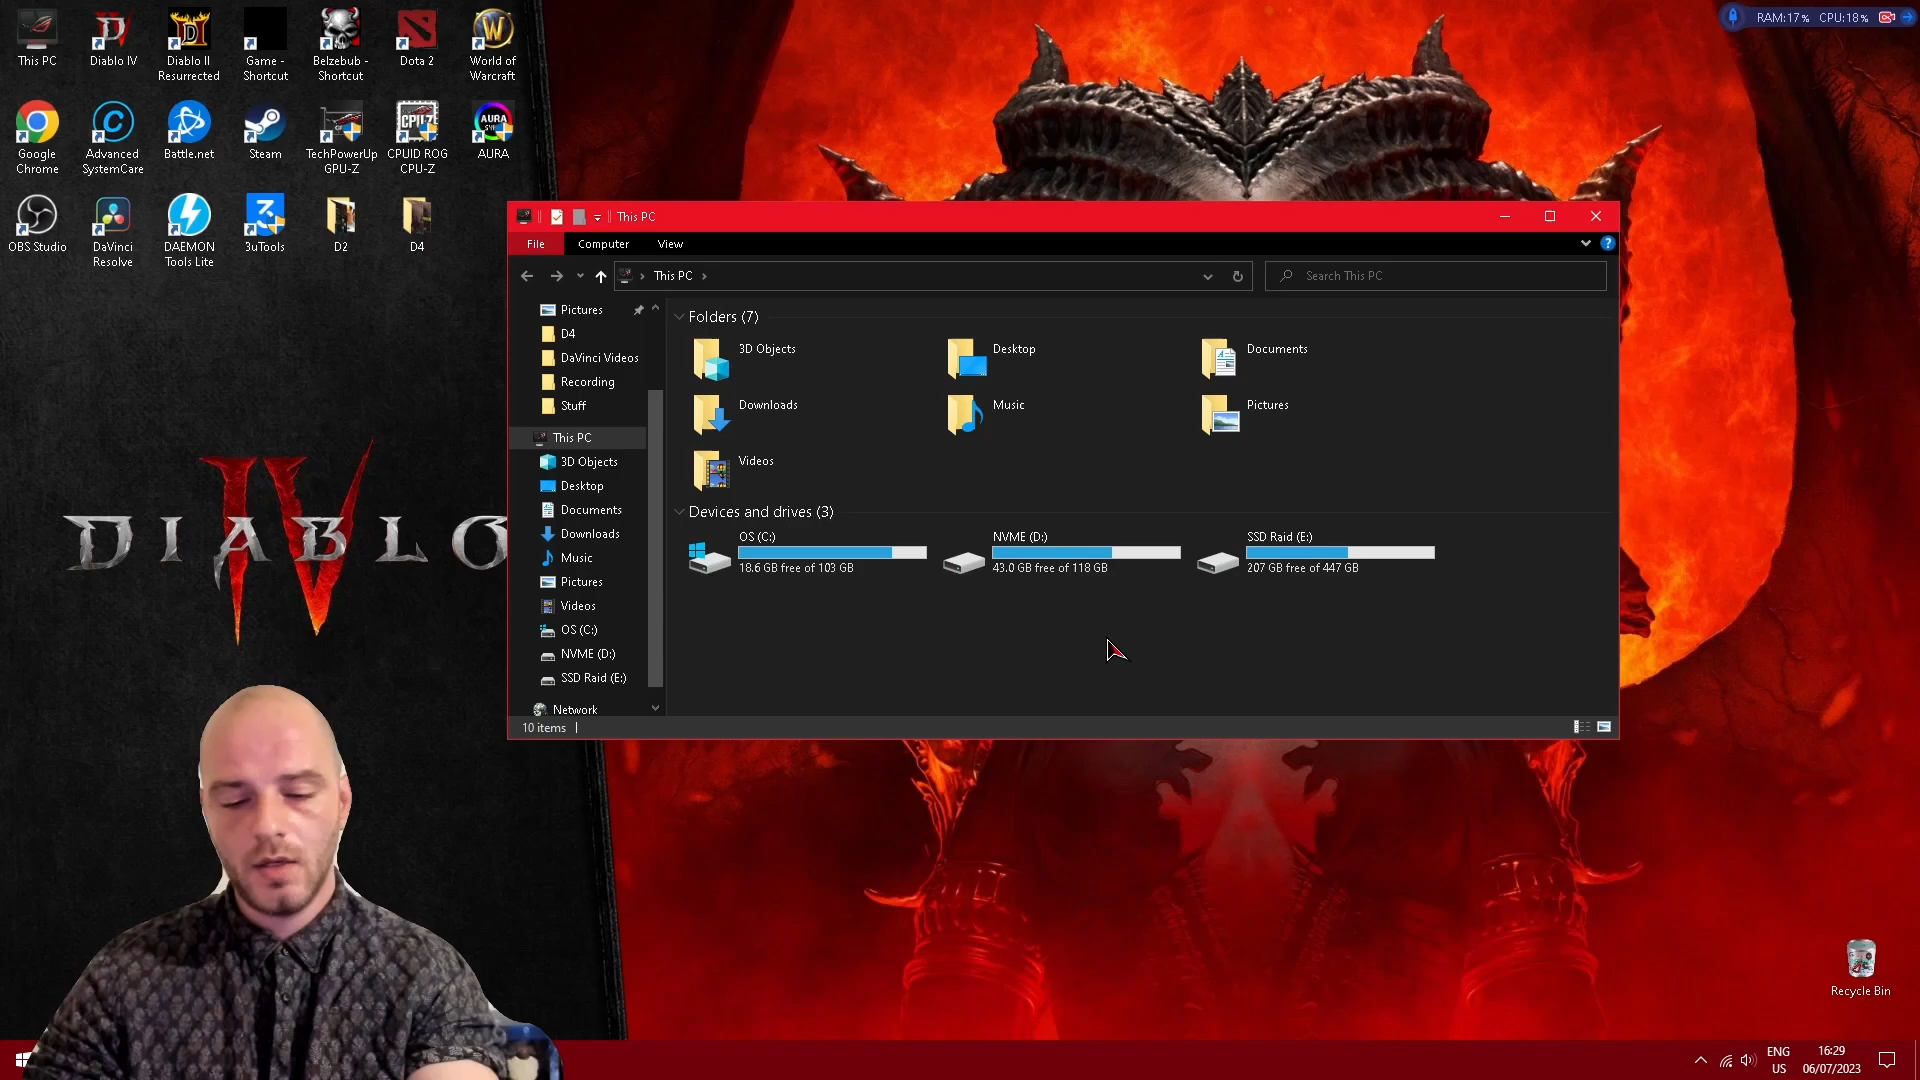 RAM:17% CPU:18%
This PC
Diablo IV
Diablo II
Resurrected
Game -
Shortcut
Belzebub -
Shortcut
Dota 2
World of
Warcraft
Google
Chrome
Advanced
SystemCare
Battle.net
Steam
TechPowerUp
GPU-Z
CPUID ROG
CPU-Z
AURA
OBS Studio
DaVinci
Resolve
DAEMON
Tools Lite
3uTools
D2
D4
DIABLO
IV
This PC
File Computer View
This PC
Search This PC
Pictures
D4
DaVinci Videos
Recording
Stuff
This PC
3D Objects
Desktop
Documents
Downloads
Music
Pictures
Videos
OS (C:)
NVME (D:)
SSD Raid (E:)
Network
Folders (7)
3D Objects
Desktop
Documents
Downloads
Music
Pictures
Videos
Devices and drives (3)
OS (C:)
18.6 GB free of 103 GB
NVME (D:)
43.0 GB free of 118 GB
SSD Raid (E:)
207 GB free of 447 GB
10 items
Recycle Bin
ENG
US
16:29
06/07/2023